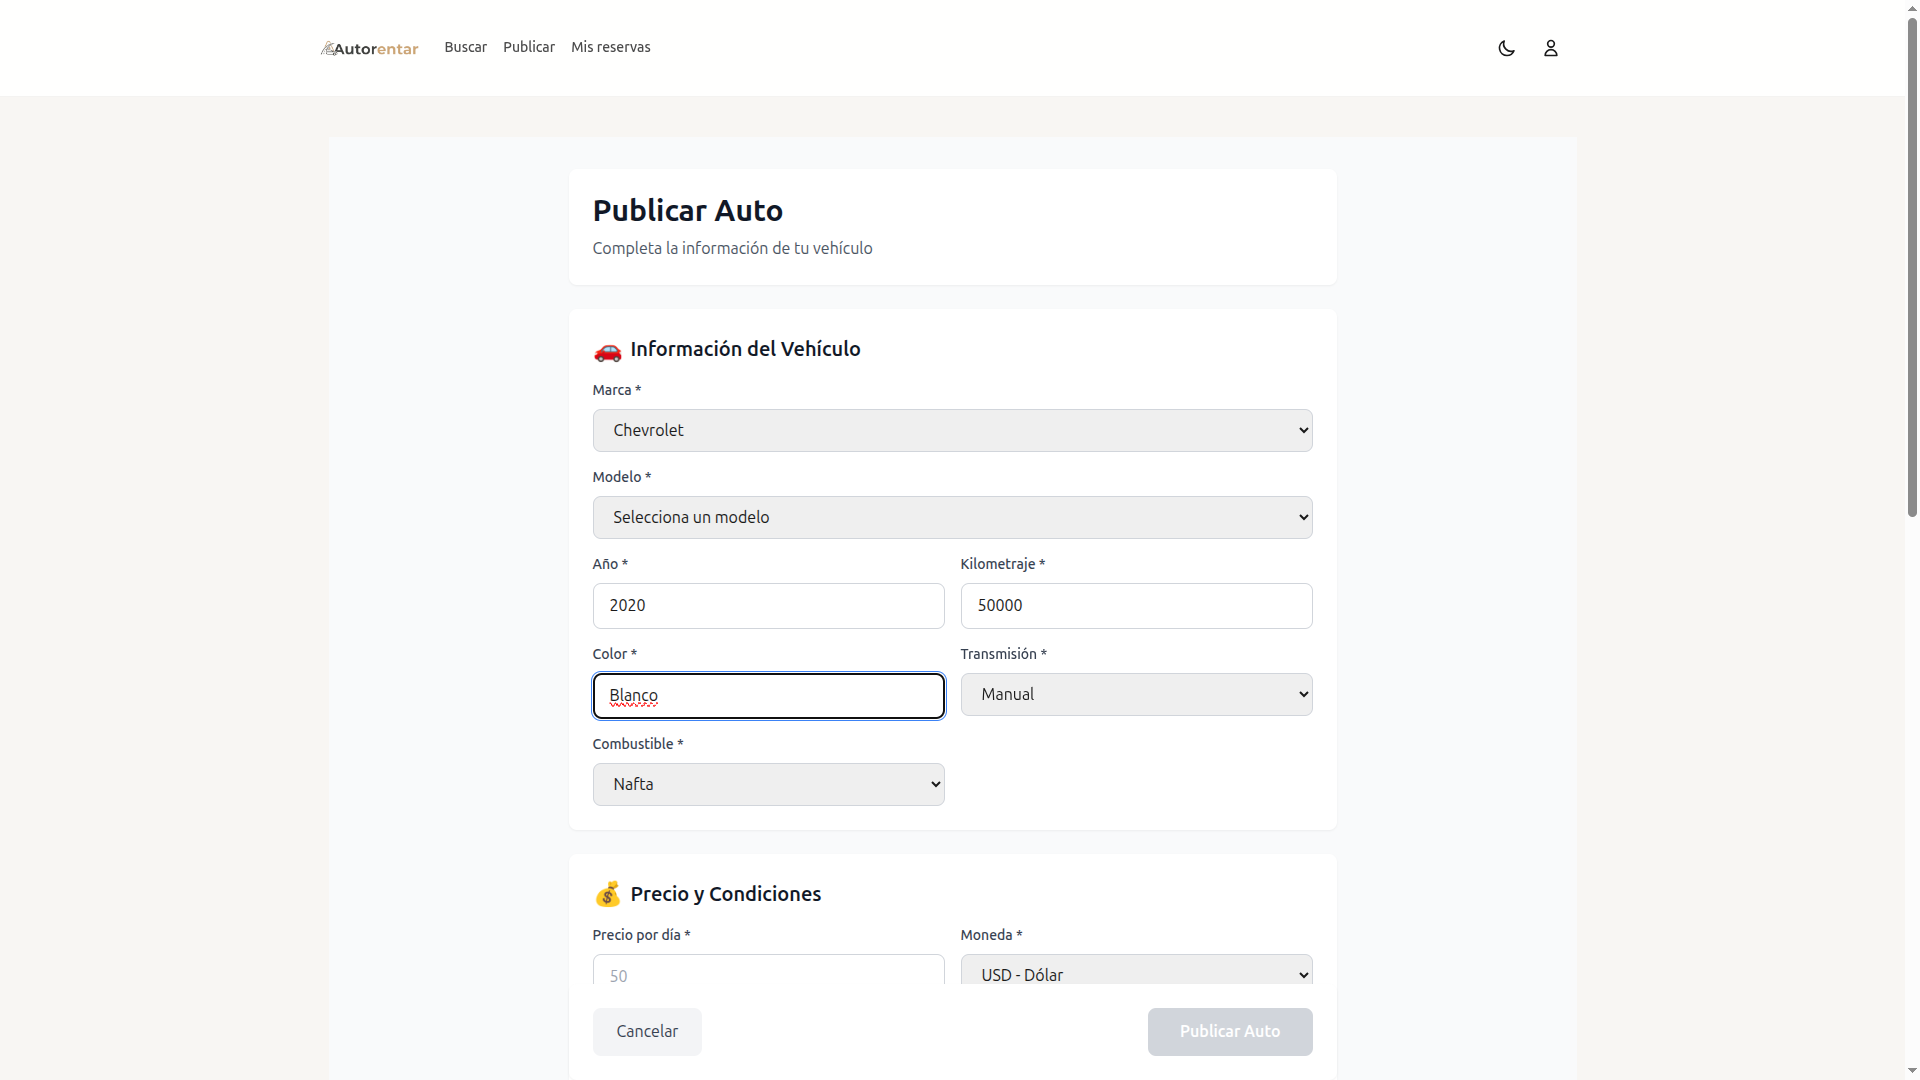 Autorentar Buscar Publicar Mis reservas
Publicar Auto
Completa la información de tu vehículo
🚗 Información del Vehículo
Marca *
Chevrolet
Modelo *
Selecciona un modelo
Año * Kilometraje *
2020 50000
Color * Transmisión *
Blanco Manual
Combustible *
Nafta
💰 Precio y Condiciones
Precio por día * Moneda *
50 USD - Dólar
Cancelar Publicar Auto